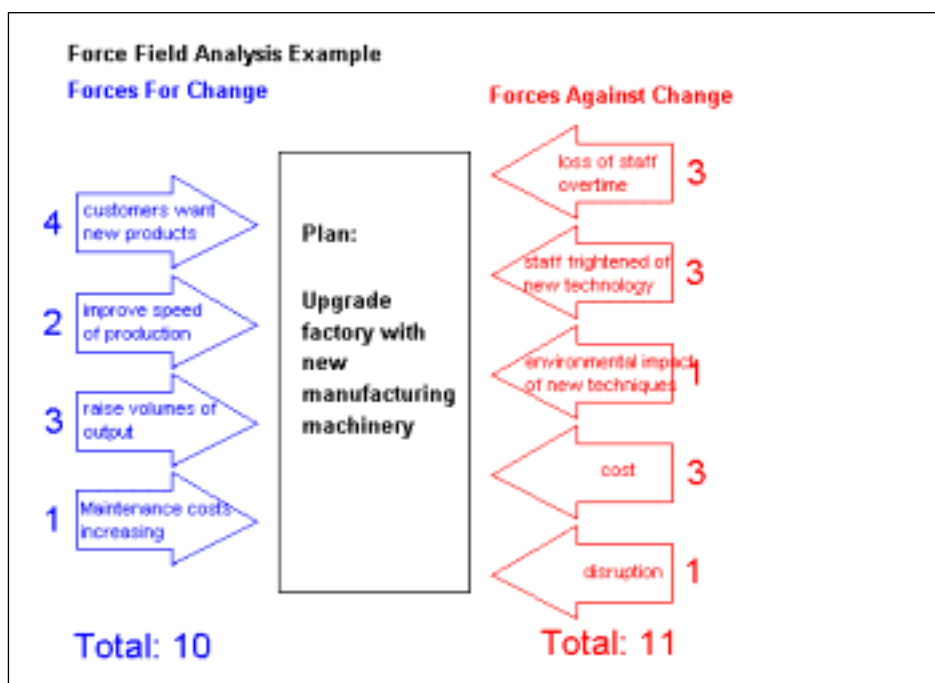 Force Field Analysis Example
Forces For Change
Forces Against Change
4
customers want
new products
2
improve speed
of production
3
raise volumes of
output
1
Maintenance costs
increasing
Plan:
Upgrade
factory with
new
manufacturing
machinery
loss of staff
overtime
3
staff frightened of
new technology
3
environmental impact
of new techniques
1
cost
3
disruption
1
Total: 10
Total: 11